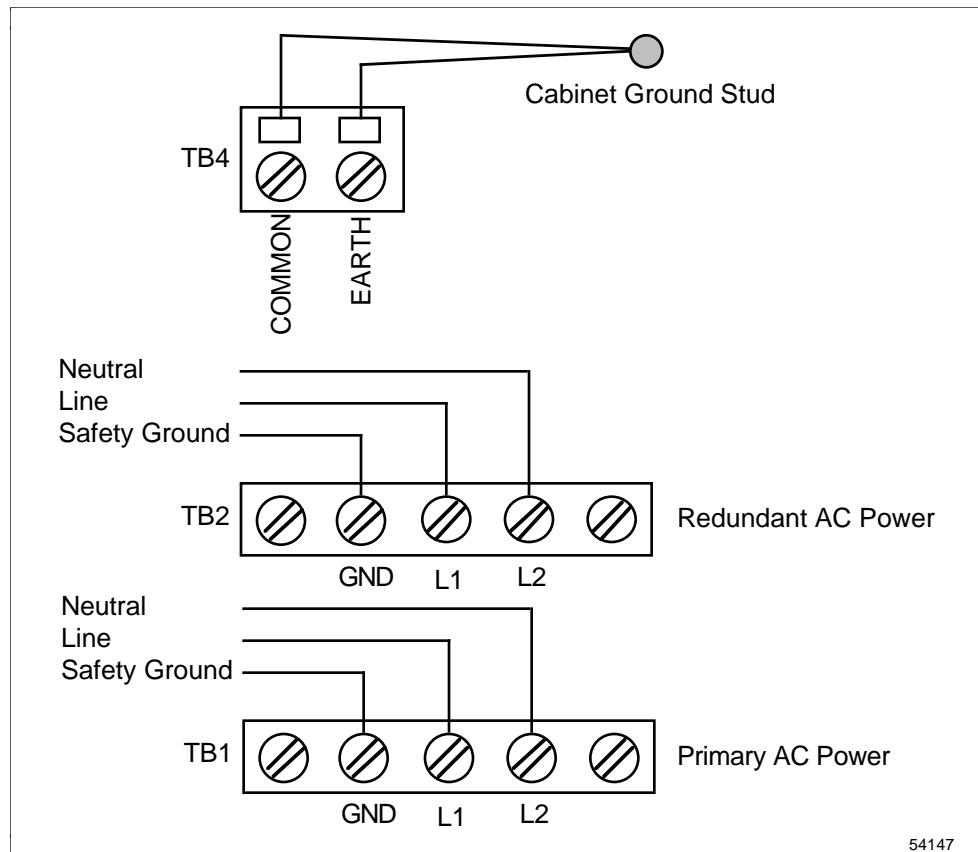 Cabinet Ground Stud
TB4
COMMON
EARTH
Neutral
Line
Safety Ground
TB2
Redundant AC Power
GND
L1
L2
Neutral
Line
Safety Ground
TB1
Primary AC Power
GND
L1
L2
54147